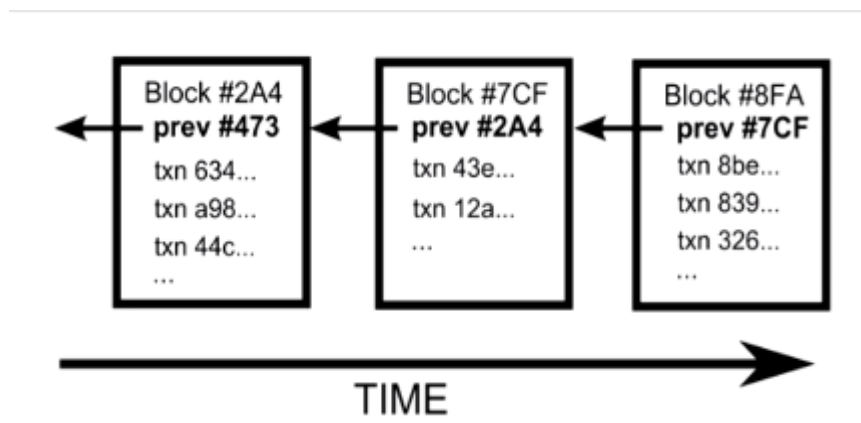 Block #2A4
prev #473
txn 634...
txn a98...
txn 44c...
...
Block #7CF
prev #2A4
txn 43e...
txn 12a...
...
Block #8FA
prev #7CF
txn 8be...
txn 839...
txn 326...
...
TIME